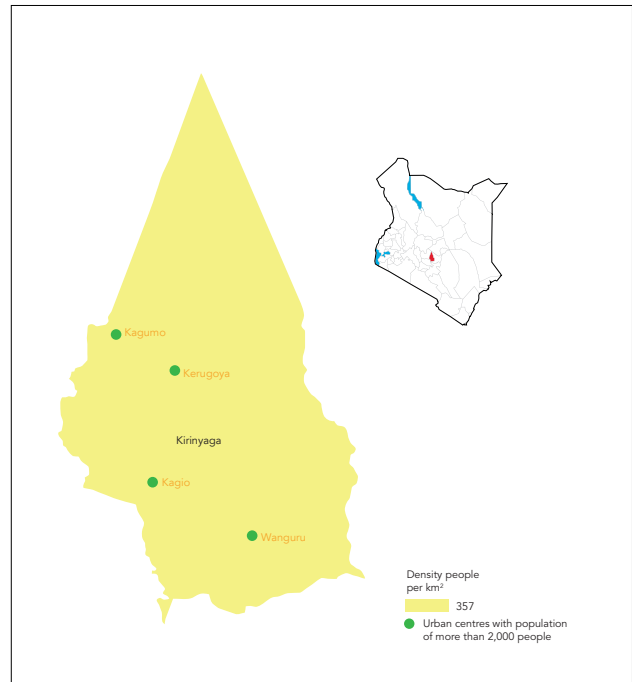 Kagumo
Kerugoya
Kirinyaga
Kagio
Wanguru
Density people
per km²
357
Urban centres with population
of more than 2,000 people